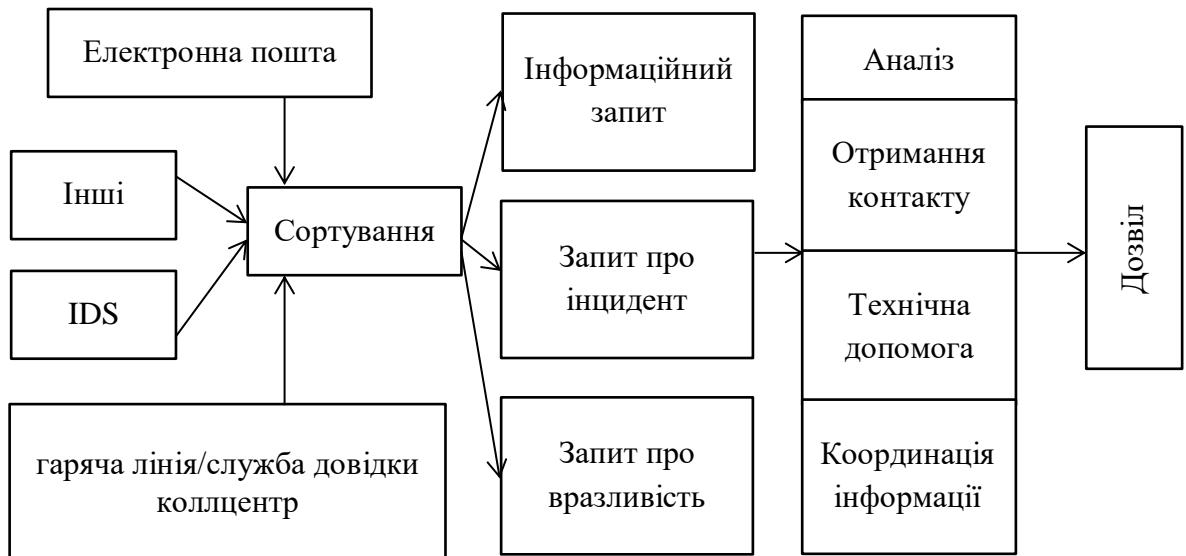 Електронна пошта
Інші
IDS
гаряча лінія/служба довідки
коллцентр
Сортування
Інформаційний
запит
Запит про
інцидент
Запит про
вразливість
Аналіз
Отримання
контакту
Технічна
допомога
Координація
інформації
Дозвіл